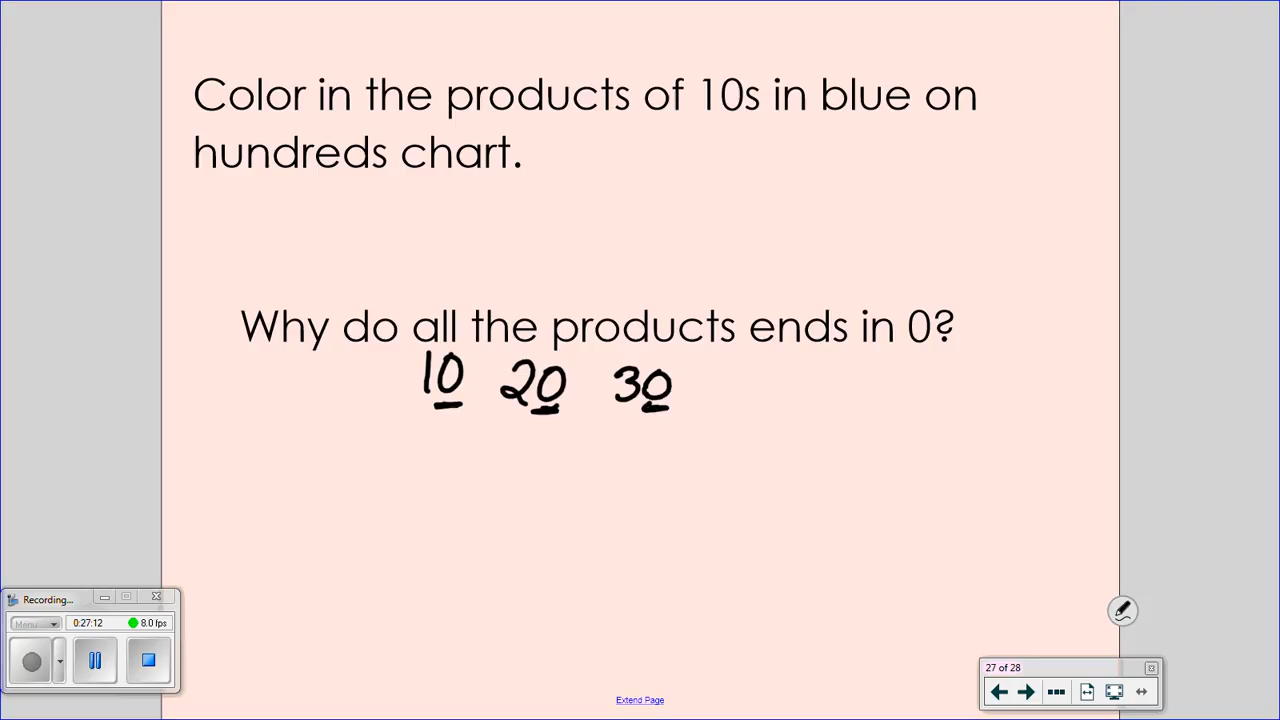 Color in the products of 10s in blue on
hundreds chart.
Why do all the products ends in 0?
10 20 30
Recording...
Menu 0:27:12 8.0 fps
27 of 28
Extend Page